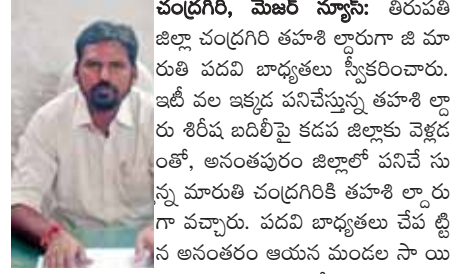 చంద్రగిరి, మేజర్ న్యూస్: తిరుపతి
జిల్లా చంద్రగిరి తహశి ల్దారుగా జి మా
రుతి పదవి బాధ్యతలు స్వీకరించారు.
ఇటీ వల ఇక్కడ పనిచేస్తున్న తహశి ల్దా
రు శిరీష బదిలీపై కడప జిల్లాకు వెళ్లడ
ంతో, అనంతపురం జిల్లాలో పనిచే సు
న్న మారుతి చంద్రగిరికి తహశి ల్దా రు
గా వచ్చారు. పదవి బాధ్యతలు చేప ట్టి
న అనంతరం ఆయన మండల సా యి